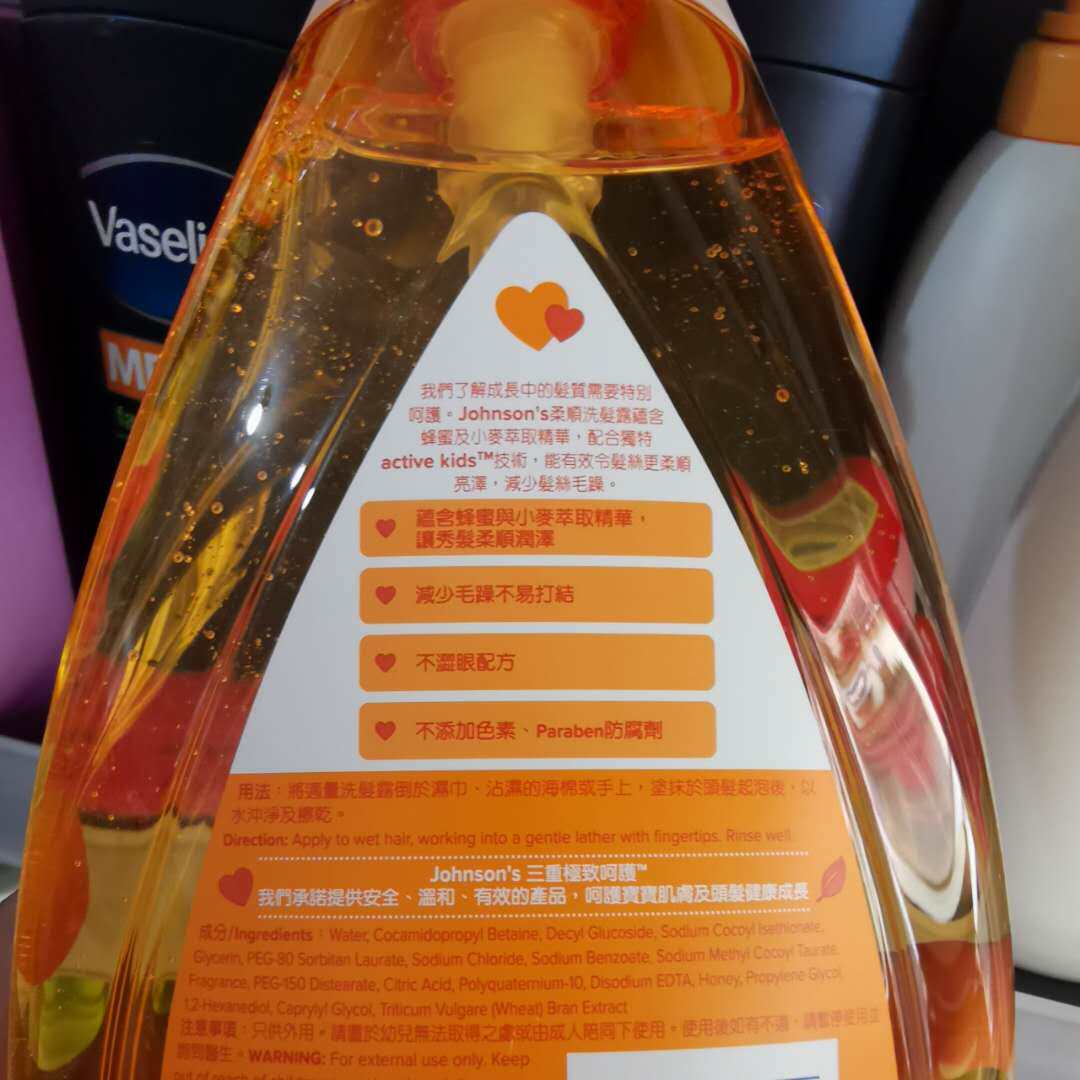 Vaseli
ME
我們了解成長中的髮質需要特別
呵護。Johnson's柔順洗髮露蘊含
蜂蜜及小麥萃取精華，配合獨特
active kids™技術，能有效令髮絲更柔順
亮澤，減少髮絲毛躁。
蘊含蜂蜜與小麥萃取精華，
讓秀髮柔順潤澤
減少毛躁不易打結
不澀眼配方
不添加色素、Paraben防腐劑
用法：將適量洗髮露倒於濕巾、沾濕的海棉或手上，塗抹於頭髮起泡後，以
水沖淨及擦乾。
Direction: Apply to wet hair, working into a gentle lather with fingertips. Rinse well.
Johnson's 三重極致呵護™
我們承諾提供安全、溫和、有效的產品，呵護寶寶肌膚及頭髮健康成長
成分/Ingredients：Water, Cocamidopropyl Betaine, Decyl Glucoside, Sodium Cocoyl Isethionate,
Glycerin, PEG-80 Sorbitan Laurate, Sodium Chloride, Sodium Benzoate, Sodium Methyl Cocoyl Taurate,
Fragrance, PEG-150 Distearate, Citric Acid, Polyquaternium-10, Disodium EDTA, Honey, Propylene Glycol,
1,2-Hexanediol, Caprylyl Glycol, Triticum Vulgare (Wheat) Bran Extract
注意事項：只供外用。請置於幼兒無法取得之處或由成人陪同下使用。使用後如有不適，請暫停使用並
詢問醫生。WARNING: For external use only. Keep